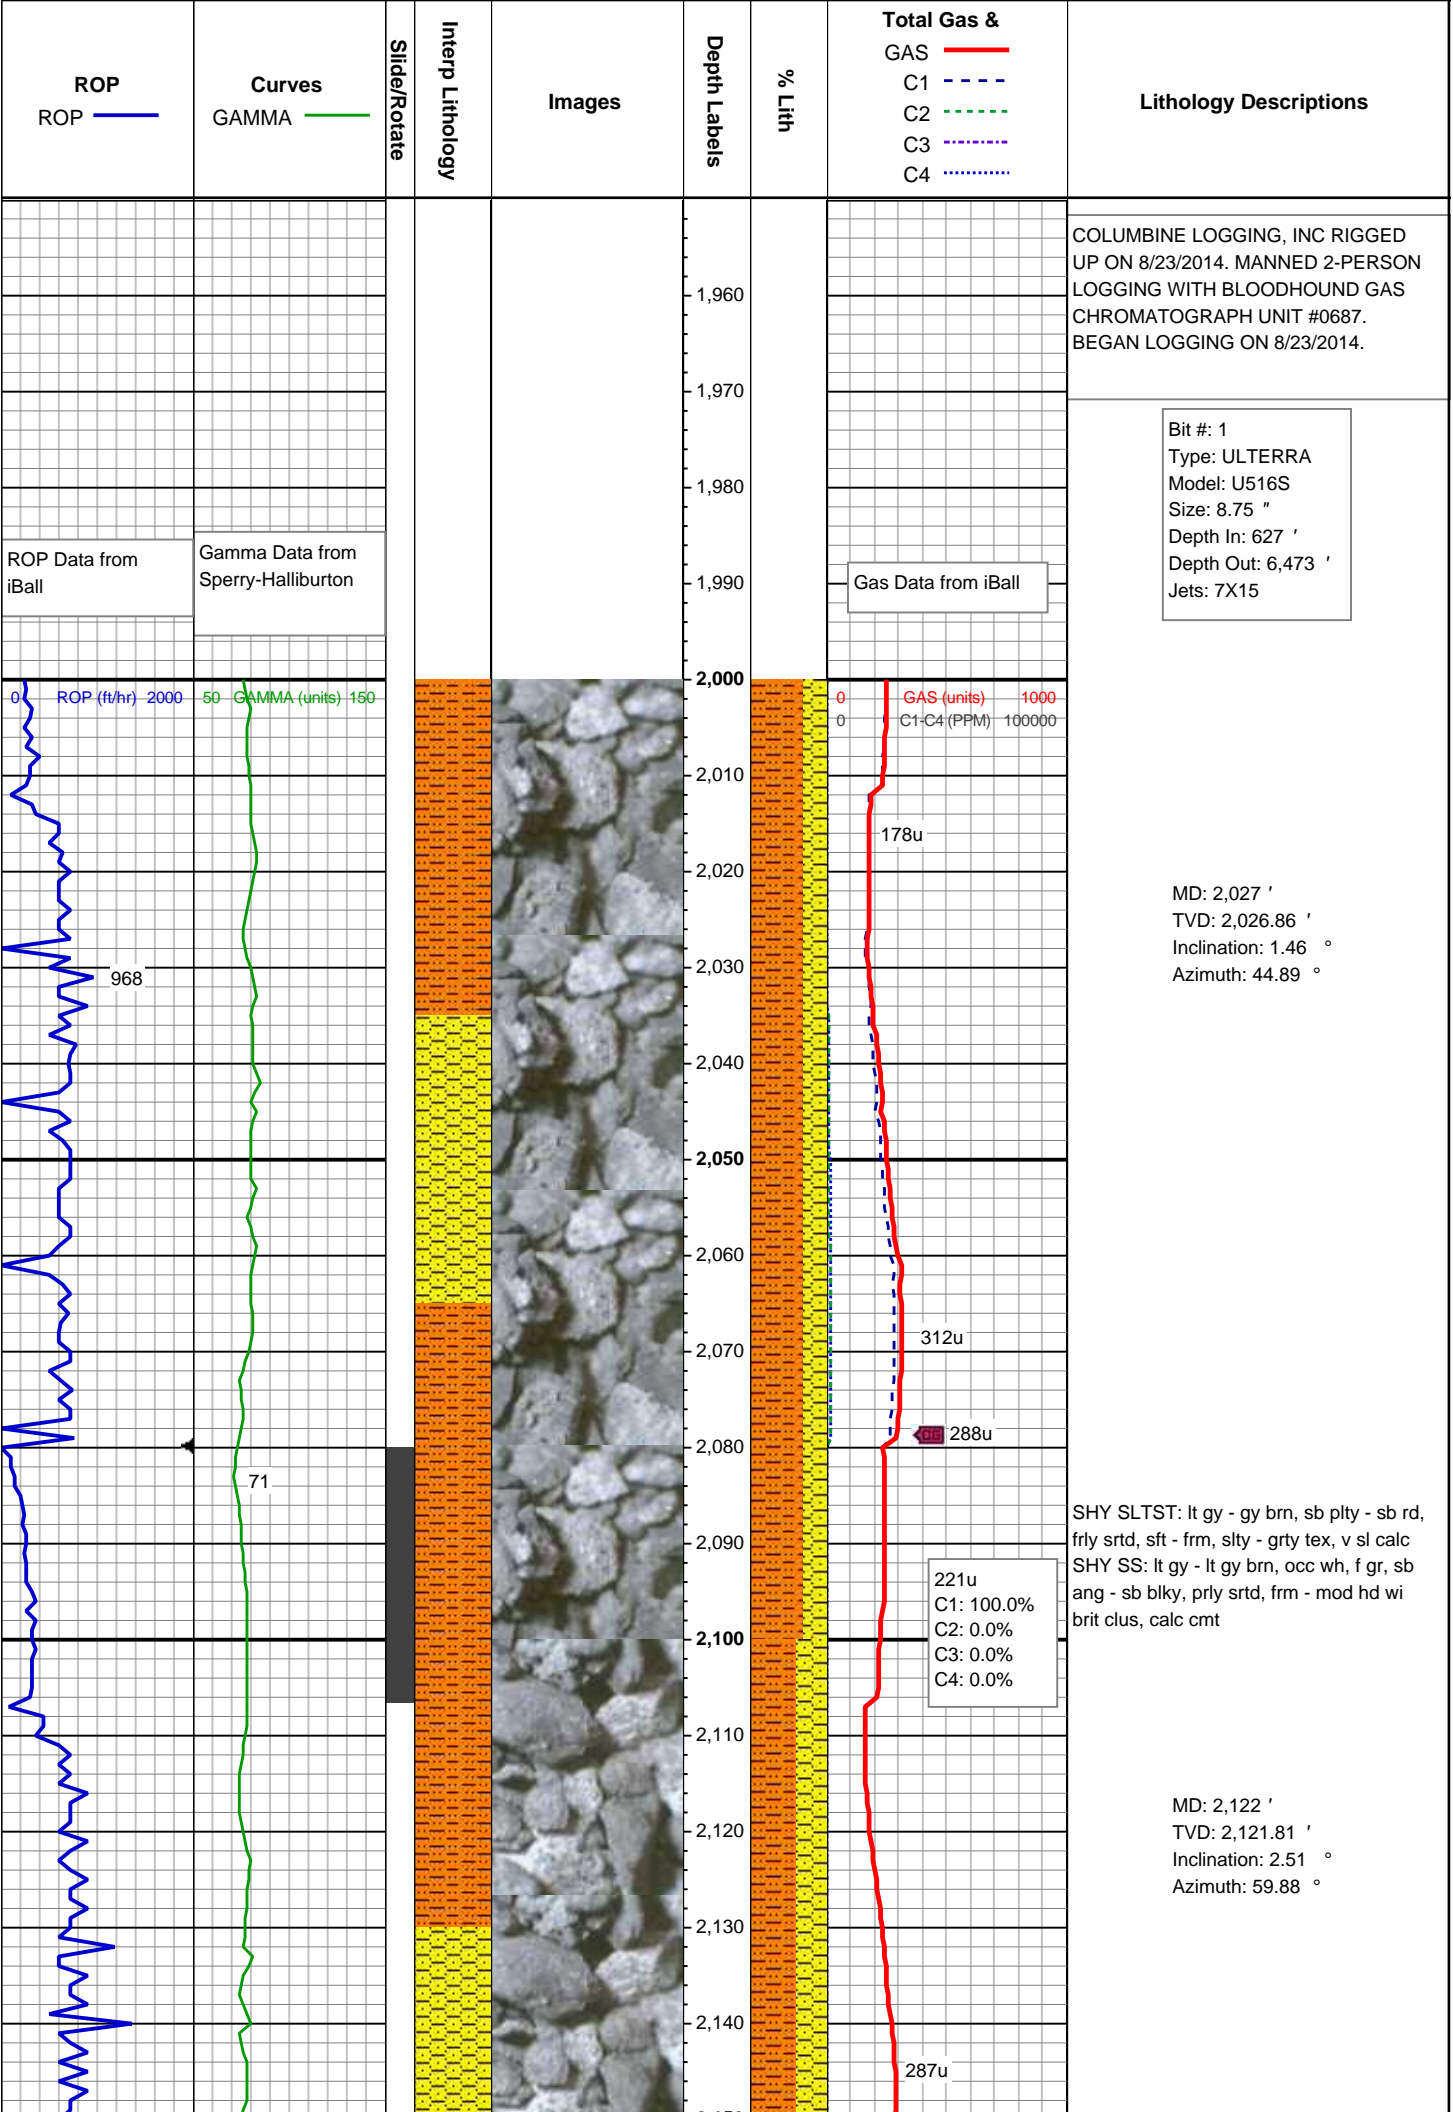 ROP
ROP
Curves
GAMMA
Slide/Rotate
Interp Lithology
Images
Depth Labels
% Lith
Total Gas &
GAS
C1
C2
C3
C4
Lithology Descriptions
COLUMBINE LOGGING, INC RIGGED
UP ON 8/23/2014. MANNED 2-PERSON
LOGGING WITH BLOODHOUND GAS
CHROMATOGRAPH UNIT #0687.
BEGAN LOGGING ON 8/23/2014.
1,960
1,970
Bit #: 1
Type: ULTERRA
Model: U516S
Size: 8.75 "
Depth In: 627 '
Depth Out: 6,473 '
Jets: 7X15
1,980
ROP Data from
iBall
Gamma Data from
Sperry-Halliburton
1,990
Gas Data from iBall
2,000
0 ROP (ft/hr) 2000
50 GAMMA (units) 150
0 GAS (units) 1000
0 C1-C4 (PPM) 100000
2,010
178u
2,020
MD: 2,027 '
TVD: 2,026.86 '
Inclination: 1.46 °
Azimuth: 44.89 °
2,030
968
2,040
2,050
2,060
312u
2,070
DG 288u
2,080
71
SHY SLTST: lt gy - gy brn, sb plty - sb rd,
frly srtd, sft - frm, slty - grty tex, v sl calc
SHY SS: lt gy - lt gy brn, occ wh, f gr, sb
ang - sb blky, prly srtd, frm - mod hd wi
brit clus, calc cmt
2,090
221u
C1: 100.0%
C2: 0.0%
C3: 0.0%
C4: 0.0%
2,100
2,110
MD: 2,122 '
TVD: 2,121.81 '
Inclination: 2.51 °
Azimuth: 59.88 °
2,120
2,130
2,140
287u